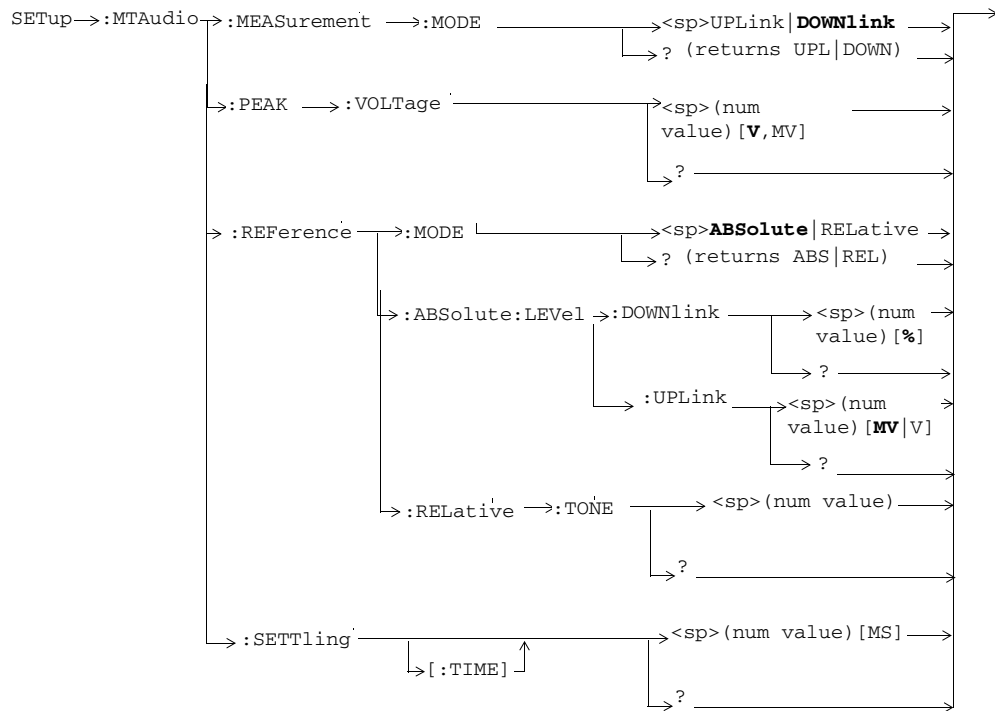 SETup :MTAudio :MEASurement :MODE <sp>UPLink|DOWNlink
? (returns UPL|DOWN)
:PEAK :VOLTage <sp>(num
value)[V,MV]
?
:REFerence :MODE <sp>ABSolute|RELative
? (returns ABS|REL)
:ABSolute:LEVel :DOWNlink <sp>(num
value)[%]
?
:UPLink <sp>(num
value)[MV|V]
?
:RELative :TONE <sp>(num value)
?
:SETTling <sp>(num value)[MS]
[:TIME]
?